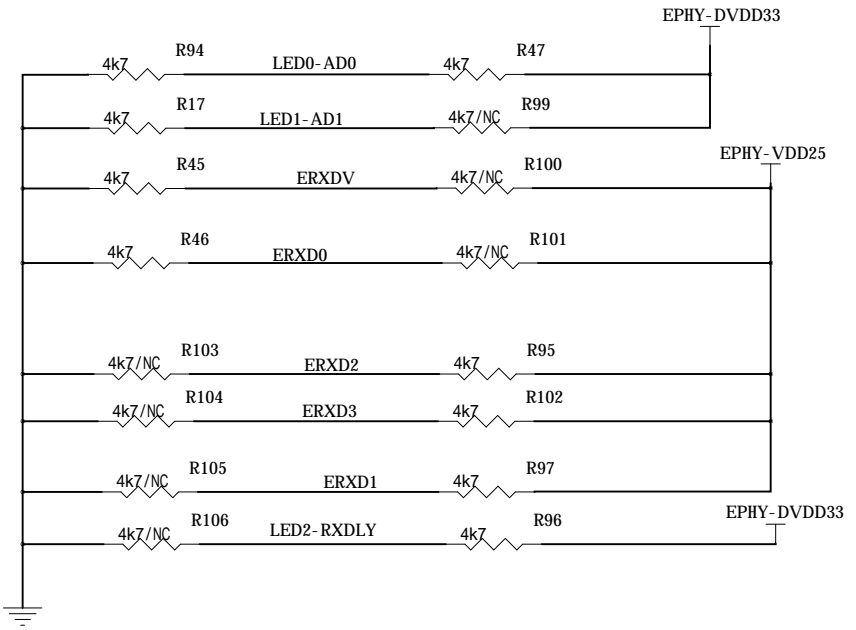 EPHY-DVDD33
R94
R47
4k7
LED0-AD0
4k7
R17
R99
4k7
LED1-AD1
4k7/NC
EPHY-VDD25
R45
R100
4k7
ERXDV
4k7/NC
R46
R101
4k7
ERXD0
4k7/NC
R103
R95
4k7/NC
ERXD2
4k7
R104
R102
4k7/NC
ERXD3
4k7
R105
R97
4k7/NC
ERXD1
4k7
EPHY-DVDD33
R106
R96
4k7/NC
LED2-RXDLY
4k7